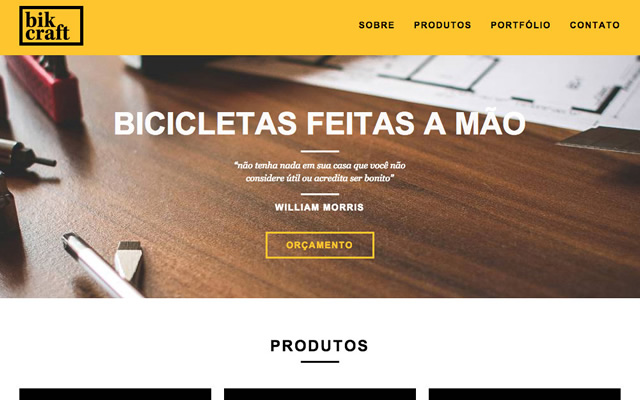 bik
craft
SOBRE PRODUTOS PORTFÓLIO CONTATO
BICICLETAS FEITAS A MÃO
“não tenha nada em sua casa que você não
considere útil ou acredita ser bonito”
WILLIAM MORRIS
ORÇAMENTO
PRODUTOS